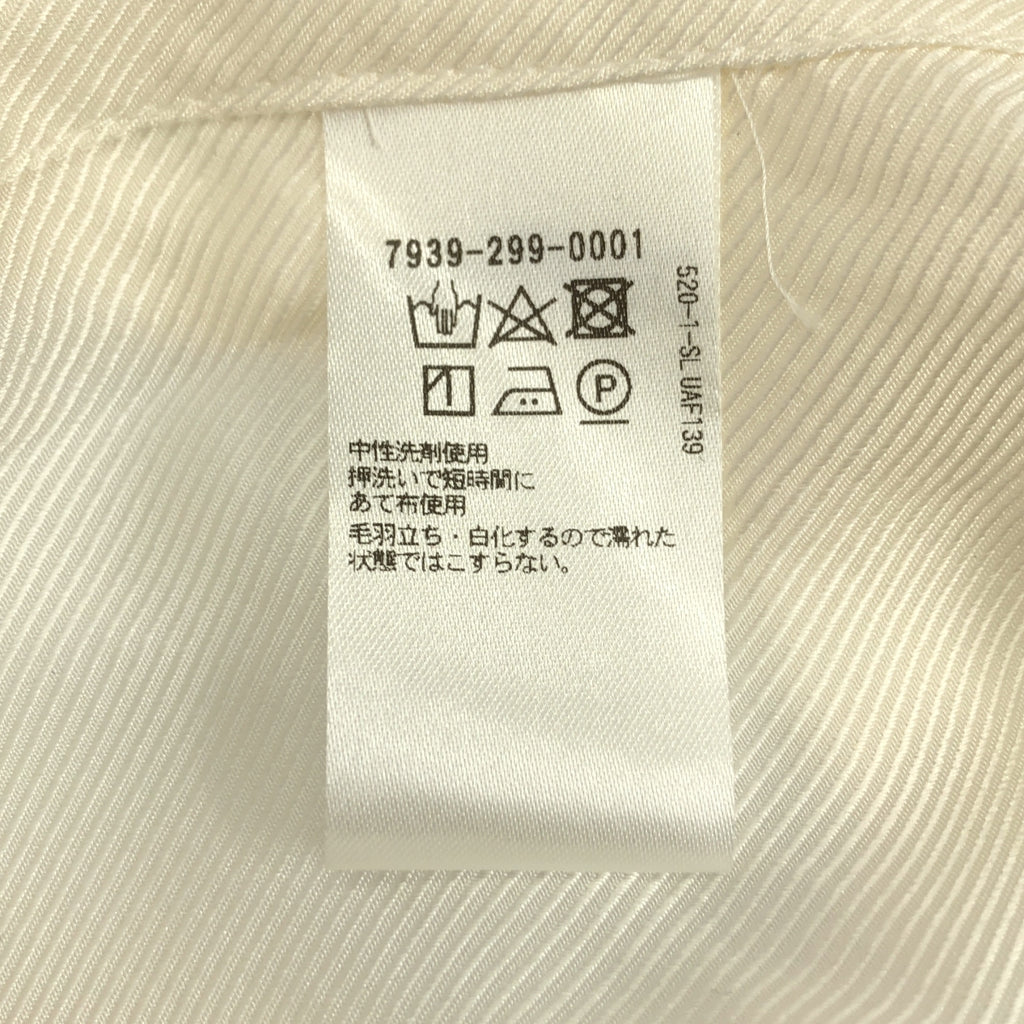 7939-299-0001
520-1-SL UAF139
P
中性洗剤使用
押洗いで短時間に
あて布使用
毛羽立ち・白化するので濡れた
状態ではこすらない。